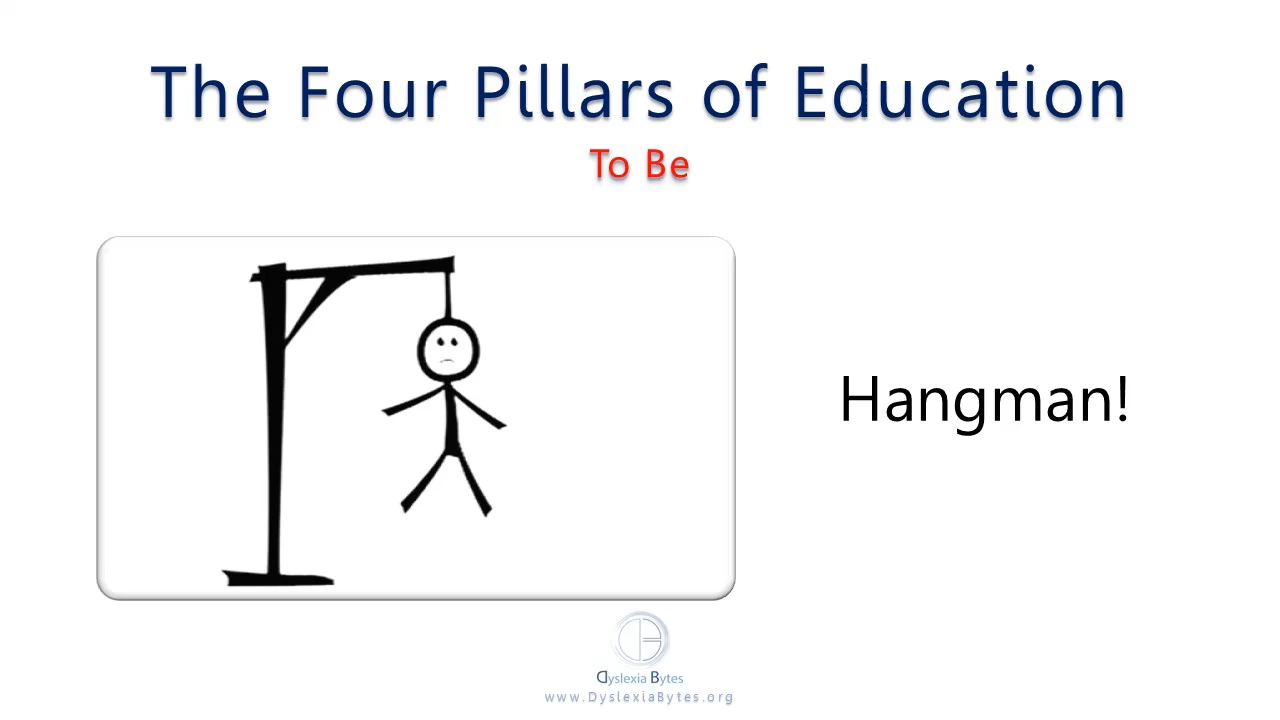 The Four Pillars of Education
To Be
Hangman!
Dyslexia Bytes
www.DyslexiaBytes.org